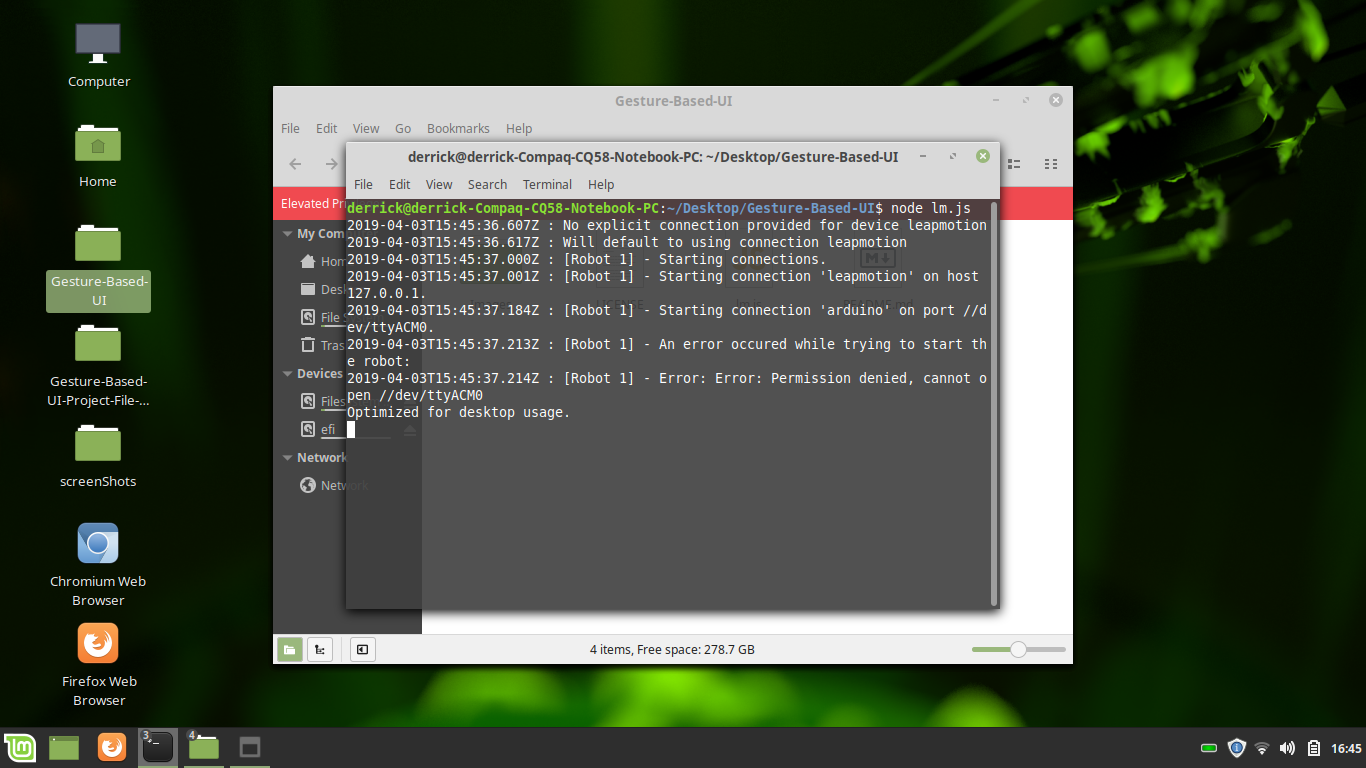 Computer
Home
Gesture-Based-
UI
Gesture-Based-
UI-Project-File-...
screenShots
Chromium Web
Browser
Firefox Web
Browser
Gesture-Based-UI
File Edit View Go Bookmarks Help
Elevated Pr
My Com
Hom
Desk
File S
Tras
Devices
Files
efi
Network
Network
derrick@derrick-Compaq-CQ58-Notebook-PC: ~/Desktop/Gesture-Based-UI
File Edit View Search Terminal Help
derrick@derrick-Compaq-CQ58-Notebook-PC:~/Desktop/Gesture-Based-UI$ node lm.js
2019-04-03T15:45:36.607Z : No explicit connection provided for device leapmotion
2019-04-03T15:45:36.617Z : Will default to using connection leapmotion
2019-04-03T15:45:37.000Z : [Robot 1] - Starting connections.
2019-04-03T15:45:37.001Z : [Robot 1] - Starting connection 'leapmotion' on host
127.0.0.1.
2019-04-03T15:45:37.184Z : [Robot 1] - Starting connection 'arduino' on port //d
ev/ttyACM0.
2019-04-03T15:45:37.213Z : [Robot 1] - An error occured while trying to start th
e robot:
2019-04-03T15:45:37.214Z : [Robot 1] - Error: Error: Permission denied, cannot o
pen //dev/ttyACM0
Optimized for desktop usage.
4 items, Free space: 278.7 GB
3
4
16:45